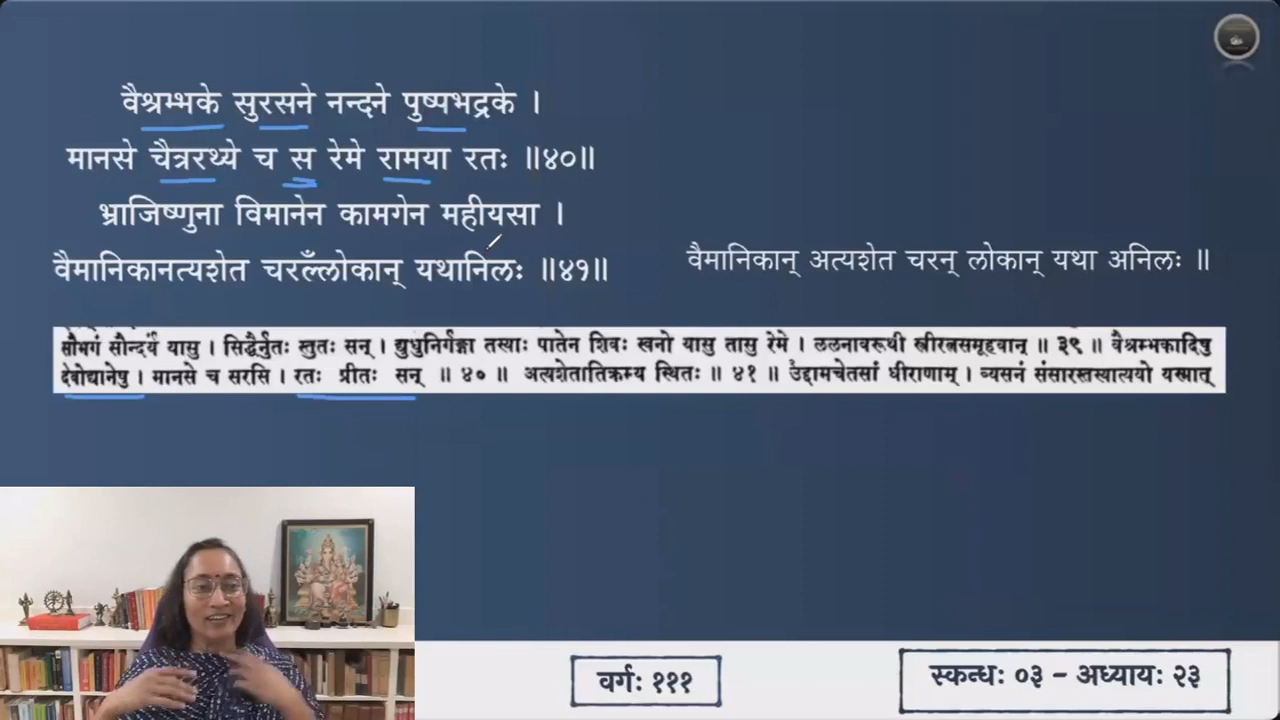 वैश्रम्भके सुरसने नन्दने पुष्पभद्रके ।
मानसे चैत्ररथ्ये च स रेमे रामया रतः ॥४०॥
भ्राजिष्णुना विमानेन कामगेन महीयसा ।
वैमानिकानत्यशेत चरल्ँलोकान् यथानिलः ॥४१॥
वैमानिकान् अत्यशेत चरन् लोकान् यथा अनिलः ॥
सौभगं सौन्दर्यं यासु । सिद्धैर्नुतः स्तुतः सन् । द्युधुनिर्गङ्गा तस्याः पातेन शिवः स्वनो यासु तासु रेमे । ललनावरूथी स्त्रीरत्नसमूहवान् ॥ ३९ ॥ वैश्रम्भकादिषु
देवोद्यानेषु । मानसे च सरसि । रतः प्रीतः सन् ॥ ४० ॥ अत्यशेतातिक्रम्य स्थितः ॥ ४१ ॥ उद्दामचेतसां धीराणाम् । व्यसनं संसारस्तस्यात्ययो यस्मात्
वर्गः १११
स्कन्धः ०३ - अध्यायः २३